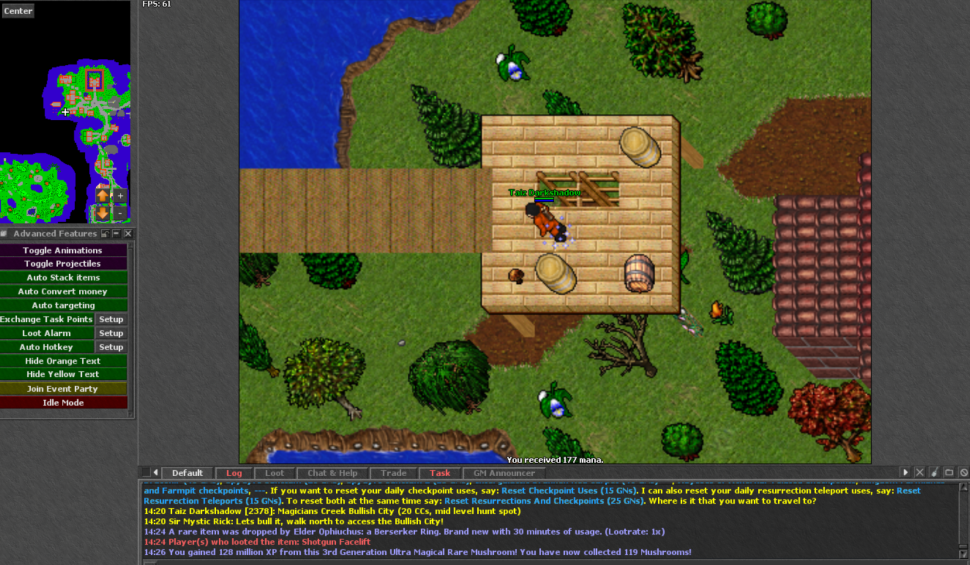 Center
FPS: 61
Taiz Darkshadow
Advanced Features
Toggle Animations
Toggle Projectiles
Auto Stack items
Auto Convert money
Auto targeting
Exchange Task Points Setup
Loot Alarm Setup
Auto Hotkey Setup
Hide Orange Text
Hide Yellow Text
Join Event Party
Idle Mode
You received 177 mana.
Default Log Loot Chat & Help Trade Task GM Announcer
and Farmpit checkpoints, ---. If you want to reset your daily checkpoint uses, say: Reset Checkpoint Uses (15 GNs). I can also reset your daily resurrection teleport uses, say: Reset
Resurrection Teleports (15 GNs). To reset both at the same time say: Reset Resurrections And Checkpoints (25 GNs). Where is it that you want to travel to?
14:20 Taiz Darkshadow [2378]: Magicians Creek Bullish City (20 CCs, mid level hunt spot)
14:20 Sir Mystic Rick: Lets bull it, walk north to access the Bullish City!
14:24 A rare item was dropped by Elder Ophiuchus: a Berserker Ring. Brand new with 30 minutes of usage. (Lootrate: 1x)
14:24 Player(s) who looted the item: Shotgun Facelift
14:26 You gained 128 million XP from this 3rd Generation Ultra Magical Rare Mushroom! You have now collected 119 Mushrooms!